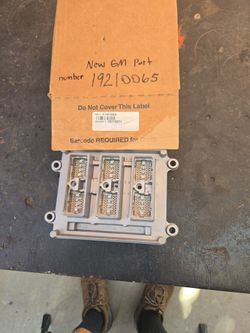 New GM Part
number 19210065
Do Not Cover This Label
Barcode REQUIRED for